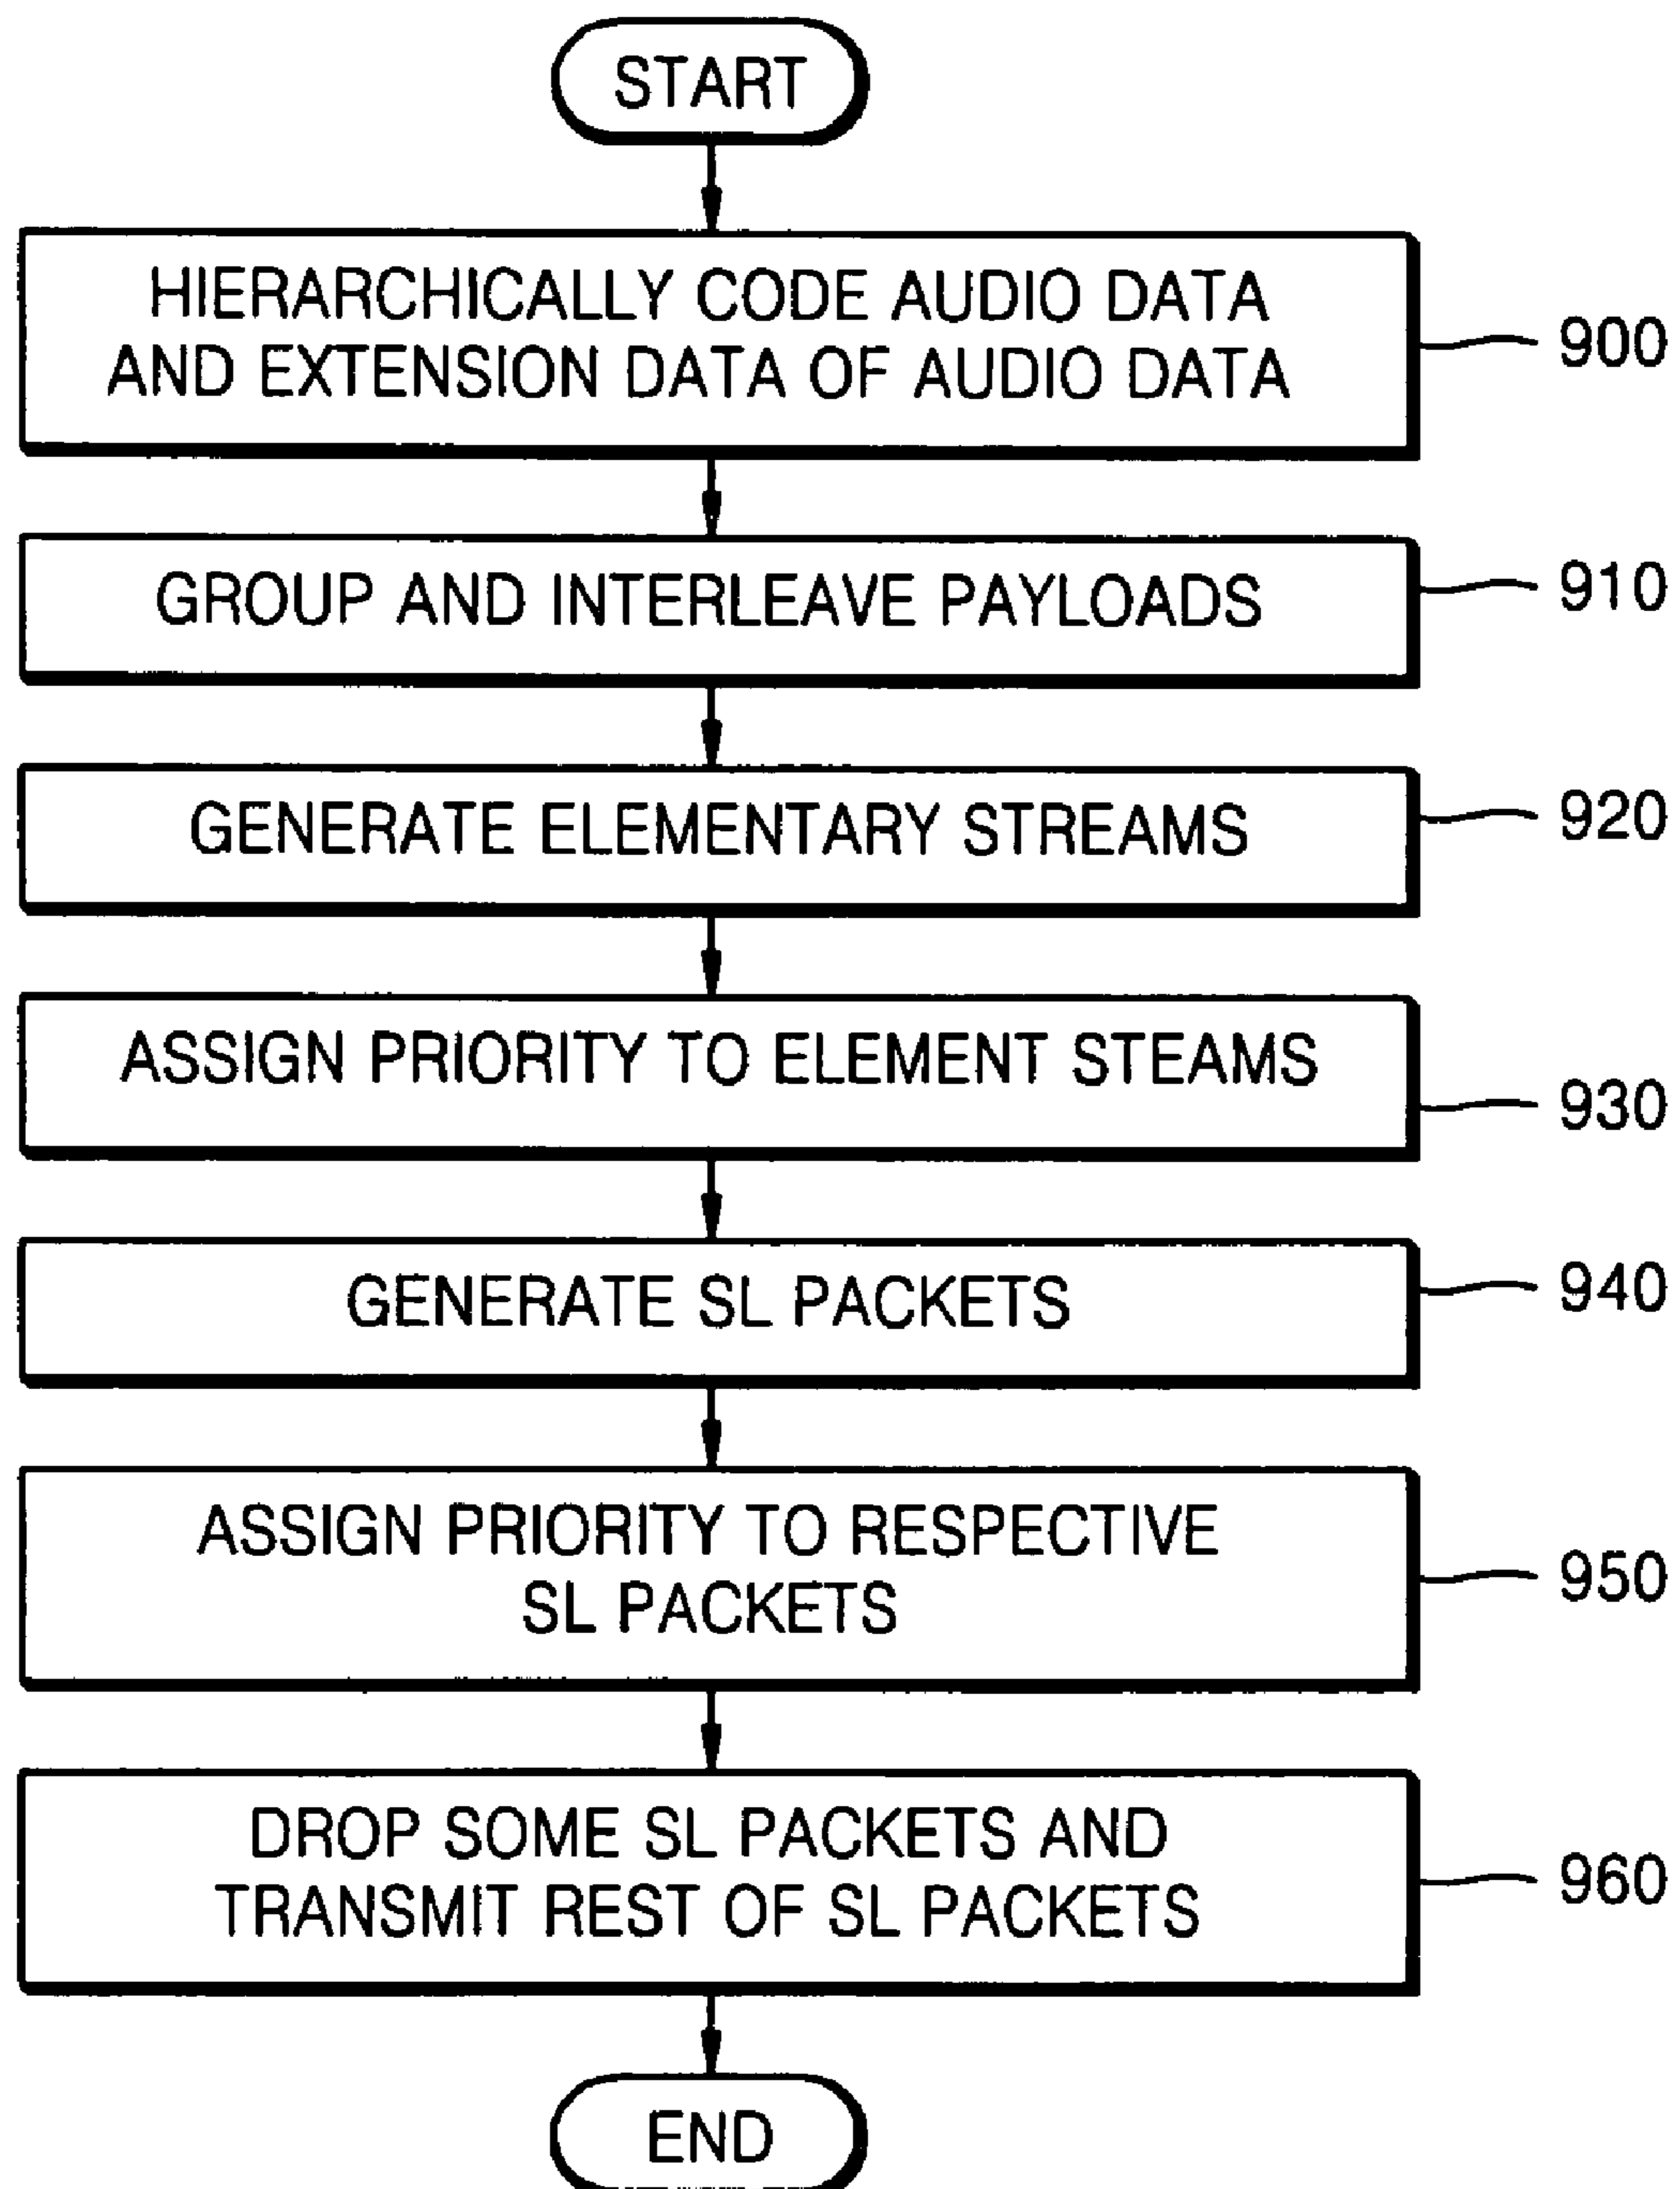 START
HIERARCHICALLY CODE AUDIO DATA
AND EXTENSION DATA OF AUDIO DATA
900
GROUP AND INTERLEAVE PAYLOADS
910
GENERATE ELEMENTARY STREAMS
920
ASSIGN PRIORITY TO ELEMENT STEAMS
930
GENERATE SL PACKETS
940
ASSIGN PRIORITY TO RESPECTIVE
SL PACKETS
950
DROP SOME SL PACKETS AND
TRANSMIT REST OF SL PACKETS
960
END